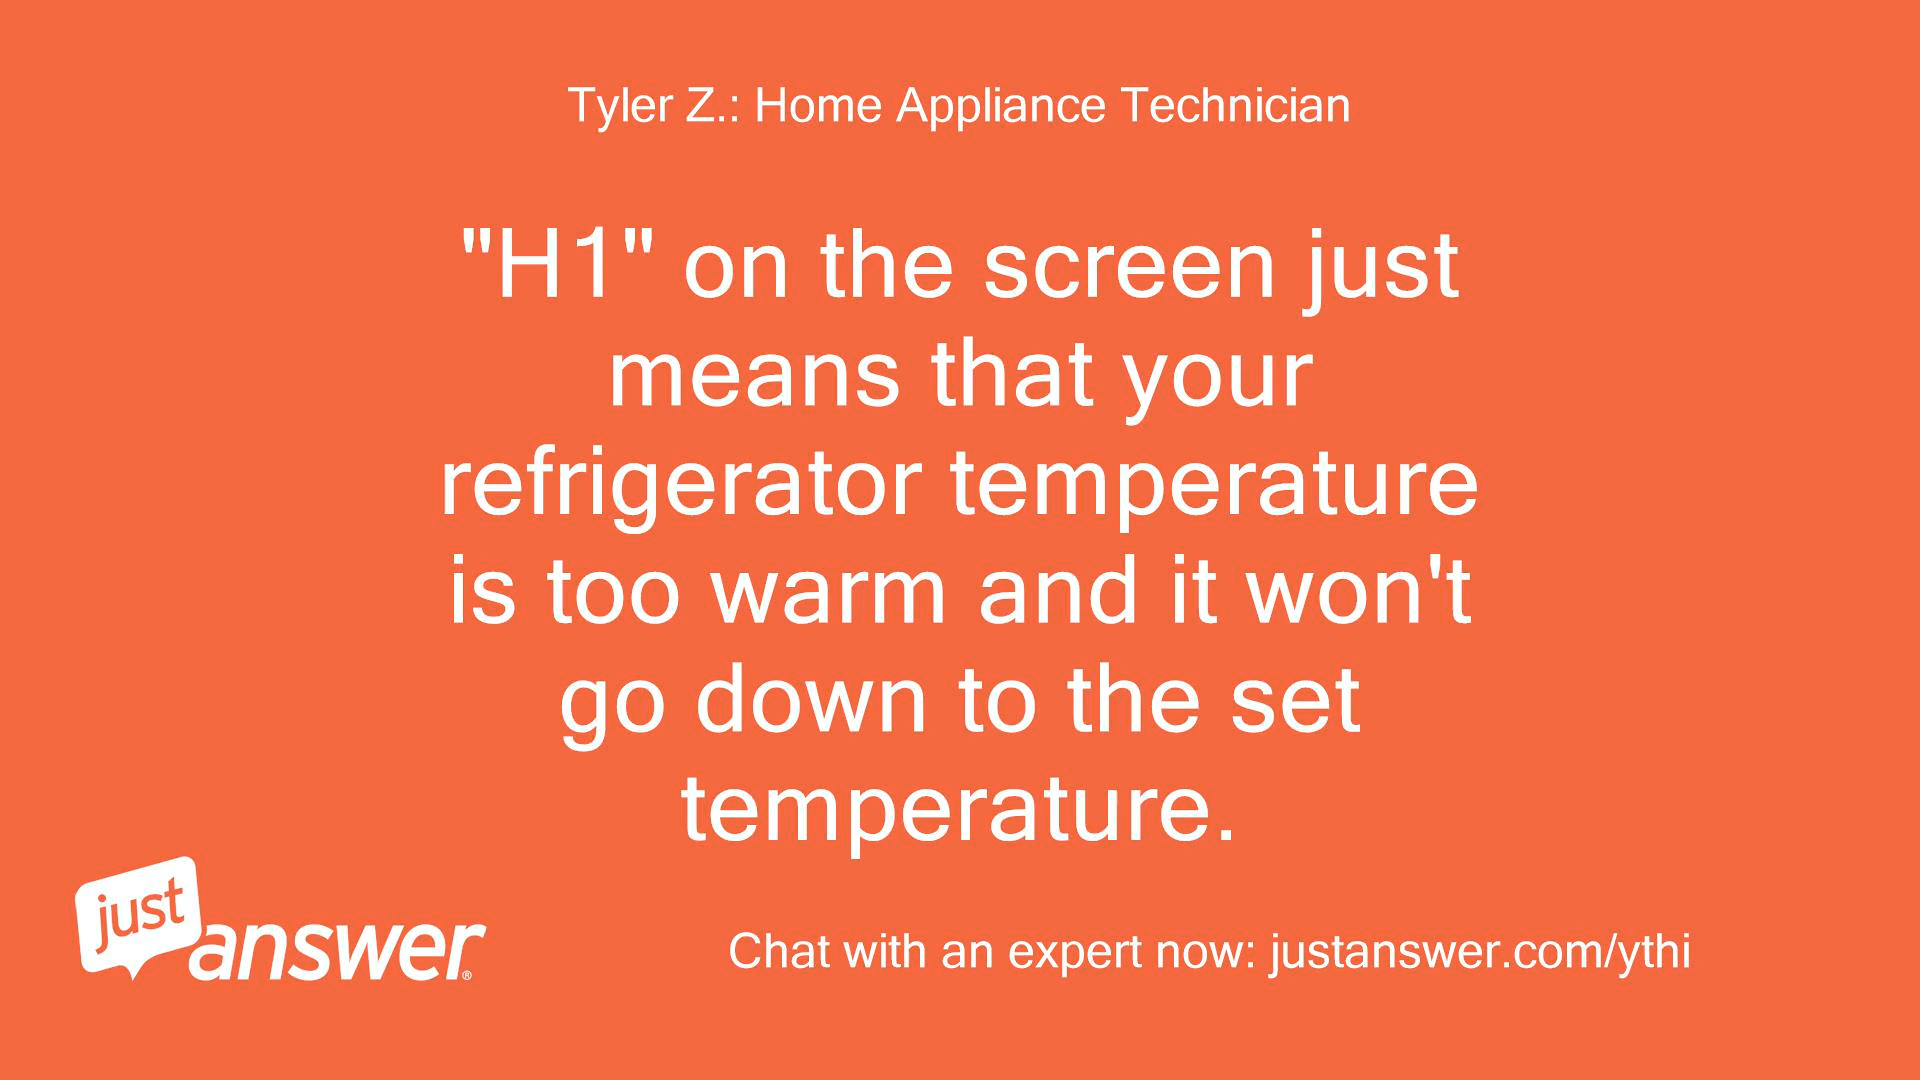 Tyler Z.: Home Appliance Technician
"H1" on the screen just
means that your
refrigerator temperature
is too warm and it won't
go down to the set
temperature.
just
answer®
Chat with an expert now: justanswer.com/ythi